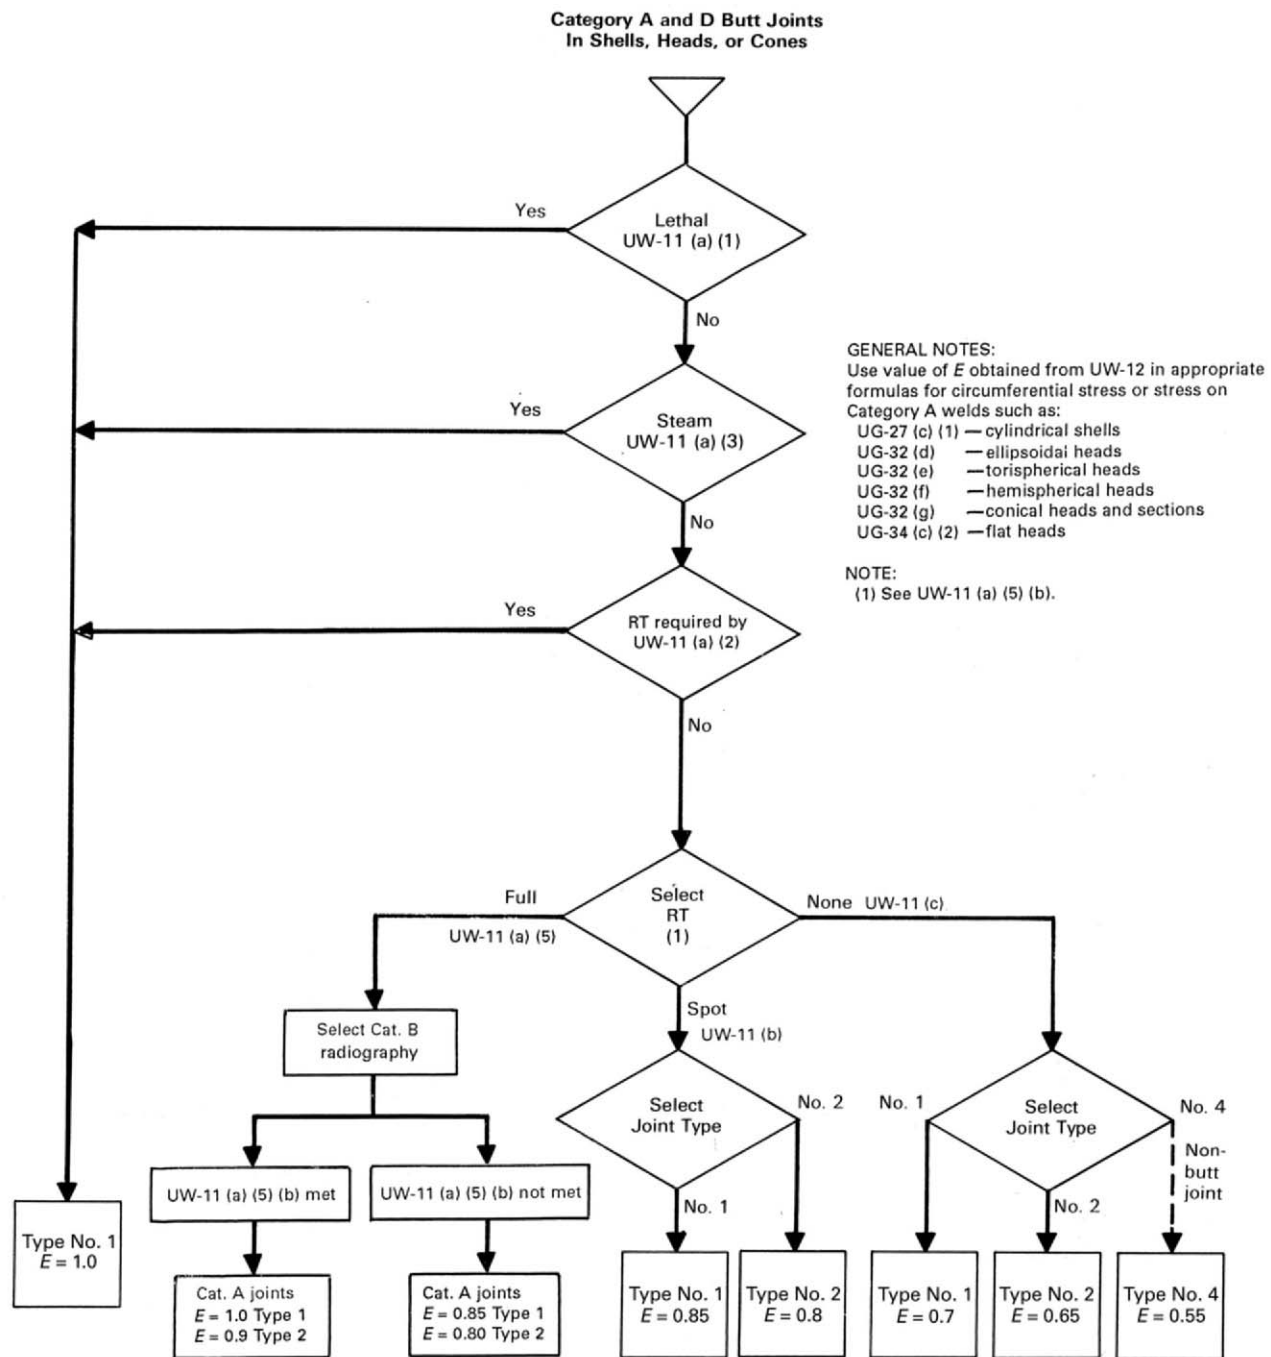 Category A and D Butt Joints
In Shells, Heads, or Cones
Yes
Lethal
UW-11 (a) (1)
No
GENERAL NOTES:
Use value of E obtained from UW-12 in appropriate
formulas for circumferential stress or stress on
Category A welds such as:
UG-27 (c) (1) — cylindrical shells
UG-32 (d) — ellipsoidal heads
UG-32 (e) — torispherical heads
UG-32 (f) — hemispherical heads
UG-32 (g) — conical heads and sections
UG-34 (c) (2) — flat heads
NOTE:
(1) See UW-11 (a) (5) (b).
Yes
Steam
UW-11 (a) (3)
No
Yes
RT required by
UW-11 (a) (2)
No
Full
UW-11 (a) (5)
Select
RT
(1)
None UW-11 (c)
Spot
UW-11 (b)
Select Cat. B
radiography
Select
Joint Type
No. 2
No. 1
No. 1
Select
Joint Type
No. 4
Non-
butt
joint
No. 2
UW-11 (a) (5) (b) met
UW-11 (a) (5) (b) not met
Type No. 1
E = 1.0
Cat. A joints
E = 1.0 Type 1
E = 0.9 Type 2
Cat. A joints
E = 0.85 Type 1
E = 0.80 Type 2
Type No. 1
E = 0.85
Type No. 2
E = 0.8
Type No. 1
E = 0.7
Type No. 2
E = 0.65
Type No. 4
E = 0.55